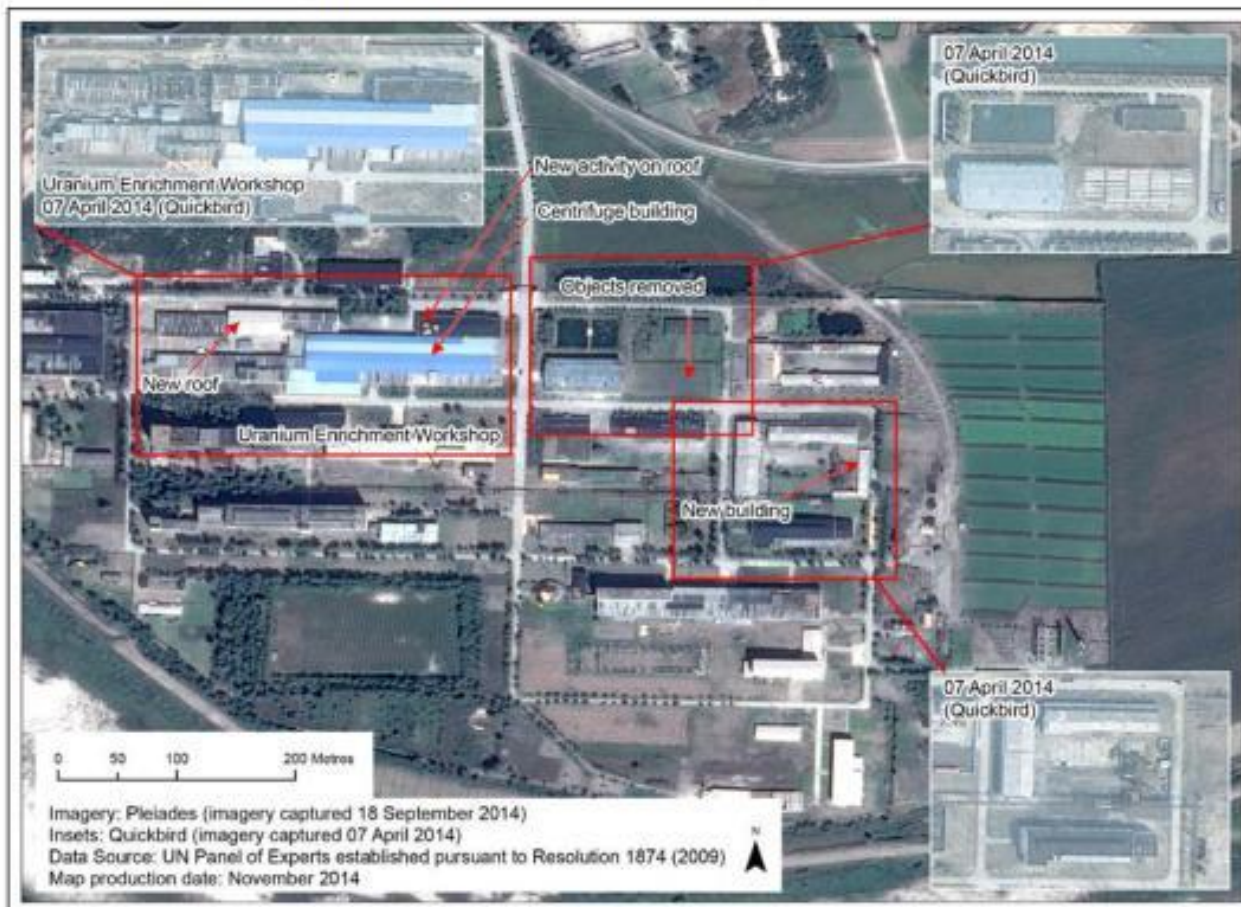 07 April 2014
(Quickbird)
Uranium Enrichment Workshop
07 April 2014 (Quickbird)
New activity on roof
Centrifuge building
Objects removed
New roof
Uranium Enrichment Workshop
New building
07 April 2014
(Quickbird)
0 50 100 200 Metres
Imagery: Pleiades (imagery captured 18 September 2014)
Insets: Quickbird (imagery captured 07 April 2014)
Data Source: UN Panel of Experts established pursuant to Resolution 1874 (2009)
Map production date: November 2014
N